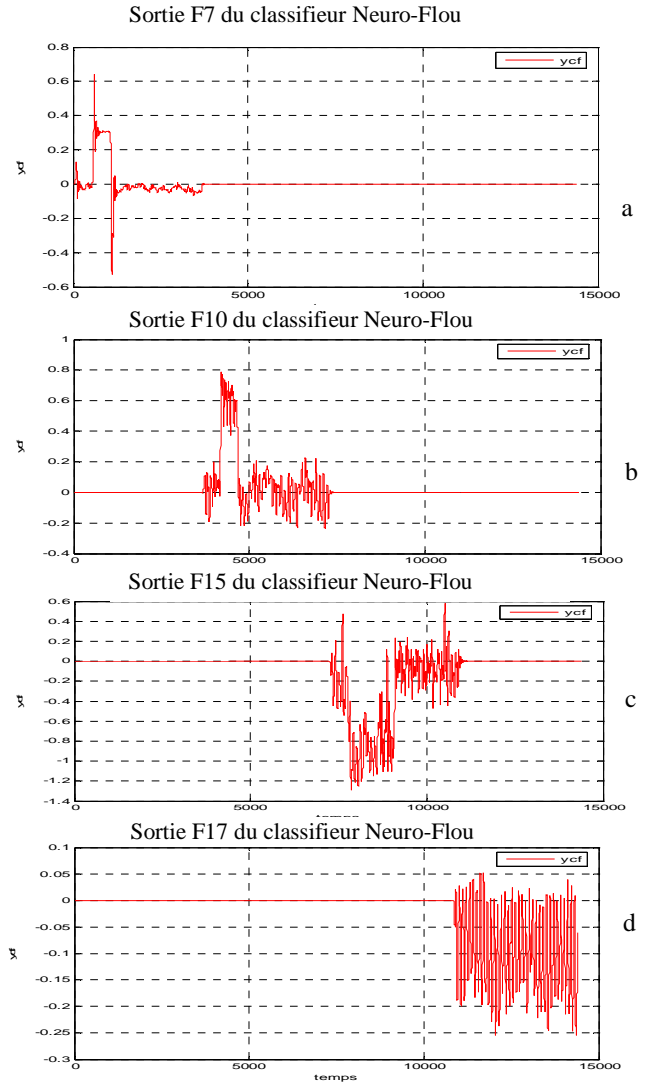 Sortie F7 du classifieur Neuro-Flou
0.8
ycf
0.6
0.4
0.2
ycf
0
-0.2
a
-0.4
-0.6
0 5000 10000 15000
Sortie F10 du classifieur Neuro-Flou
1
ycf
0.8
0.6
0.4
ycf
0.2
b
0
-0.2
-0.4
0 5000 10000 15000
Sortie F15 du classifieur Neuro-Flou
0.6
ycf
0.4
0.2
0
-0.2
c
-0.4
ycf
-0.6
-0.8
-1
-1.2
-1.4
0 5000 10000 15000
temps
Sortie F17 du classifieur Neuro-Flou
0.1
ycf
0.05
0
d
-0.05
ycf
-0.1
-0.15
-0.2
-0.25
-0.3
0 5000 10000 15000
temps